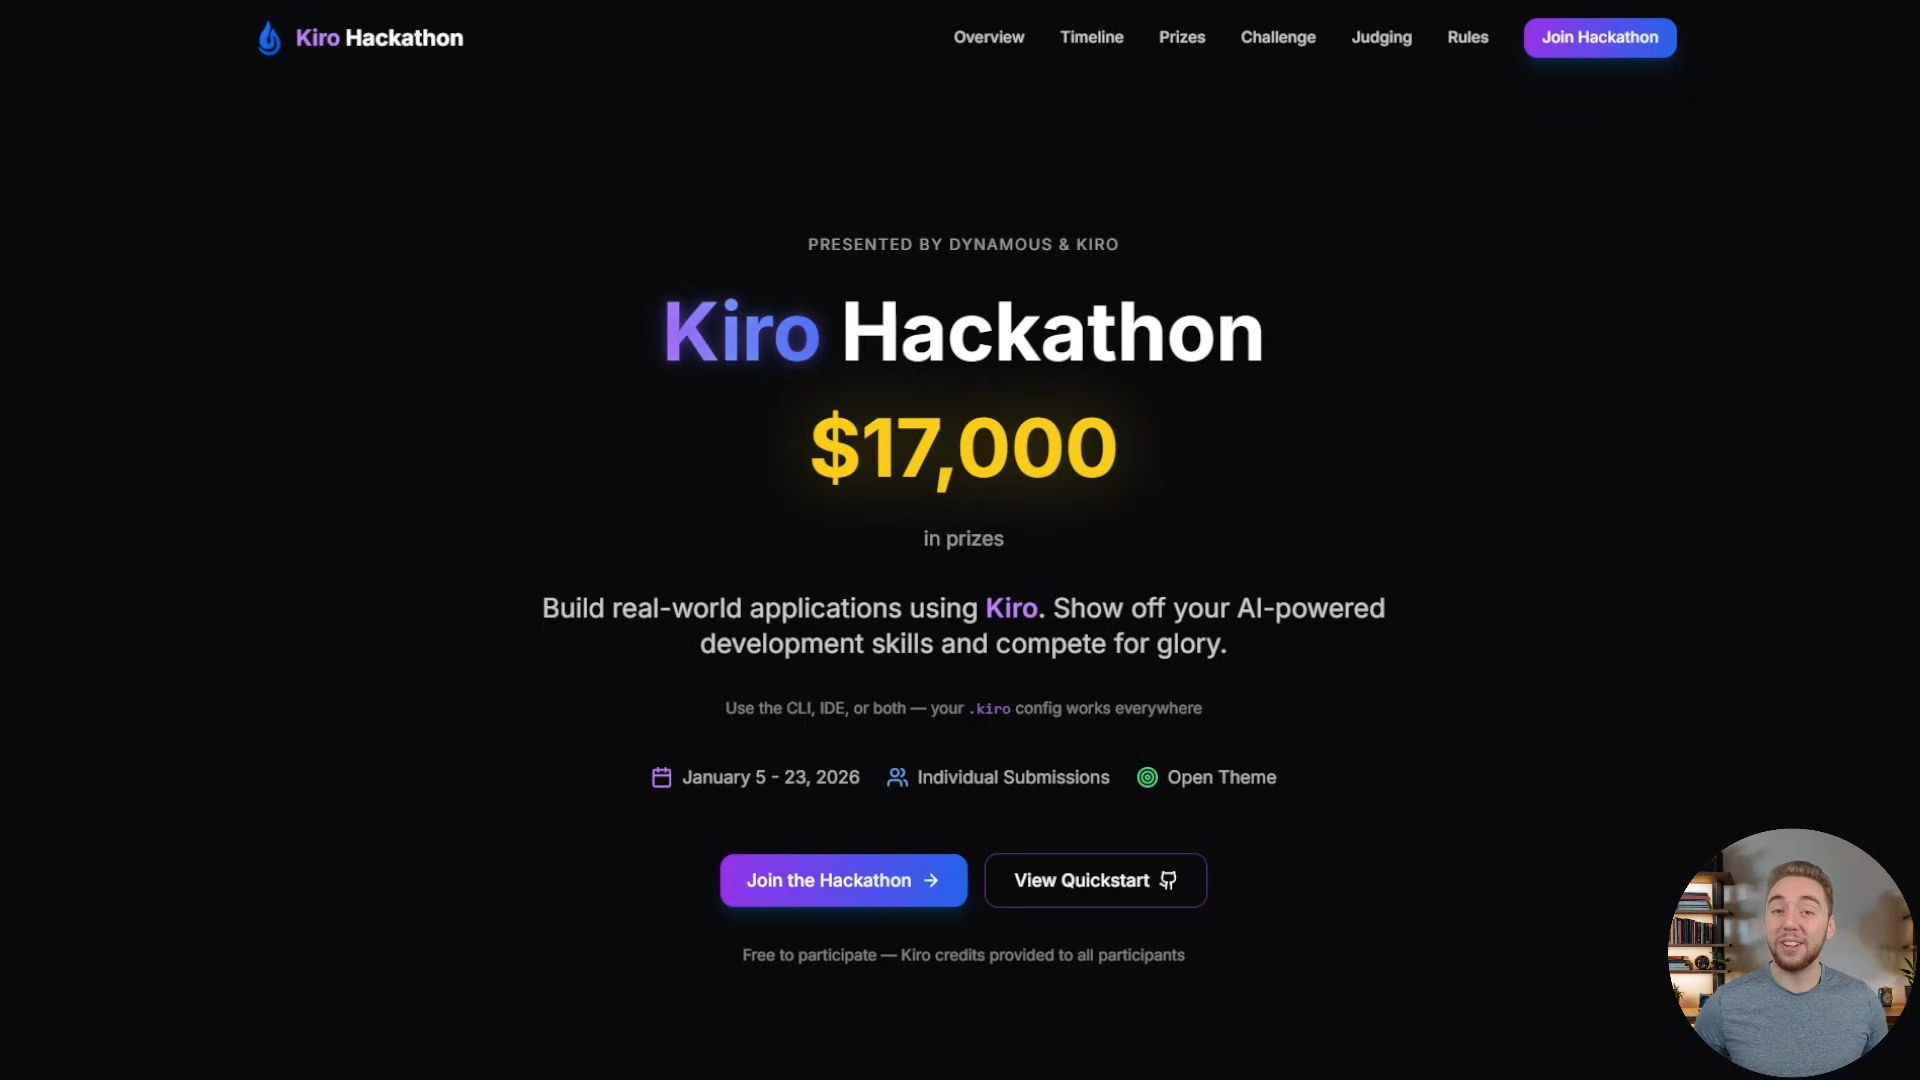 Kiro Hackathon
Overview
Timeline
Prizes
Challenge
Judging
Rules
Join Hackathon
PRESENTED BY DYNAMOUS & KIRO
Kiro Hackathon
$17,000
in prizes
Build real-world applications using Kiro. Show off your AI-powered
development skills and compete for glory.
Use the CLI, IDE, or both — your .kiro config works everywhere
January 5 - 23, 2026
Individual Submissions
Open Theme
Join the Hackathon
View Quickstart
Free to participate — Kiro credits provided to all participants